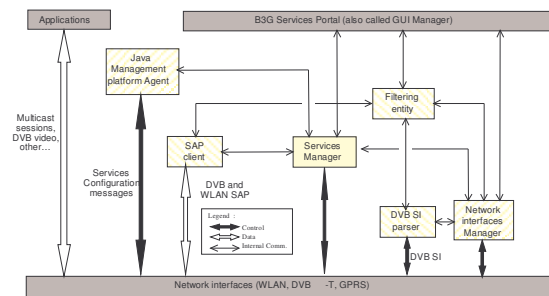 Applications
B3G Services Portal (also called GUI Manager)
Java
Management
platform Agent
Filtering
entity
Multicast
sessions,
DVB video,
other...
SAP
client
Services
Manager
Services
Configuration
messages
DVB and
WLAN SAP
Legend :
Control
Data
Internal Comm.
DVB SI
parser
Network
interfaces
Manager
DVB SI
Network interfaces (WLAN, DVB -T, GPRS)